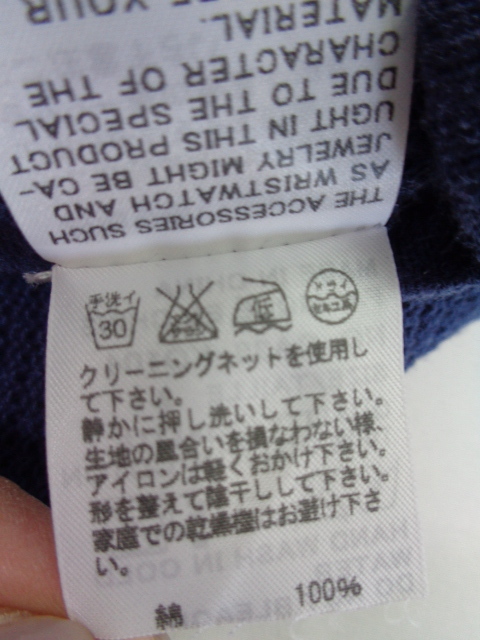 THE ACCESSORIES SUCH
AS WRISTWATCH AND
JEWELRY MIGHT BE CA-
UGHT IN THIS PRODUCT
DUE TO THE SPECIAL
CHARACTER OF THE
MATERIAL.
手洗イ
30
低
ドライ
クリーニングネットを使用し
て下さい。
静かに押し洗いして下さい。
生地の風合いを損なわない様、
アイロンは軽くおかけ下さい。
形を整えて陰干しして下さい。
家庭での乾燥機はお避け下さ
い。
綿 100%